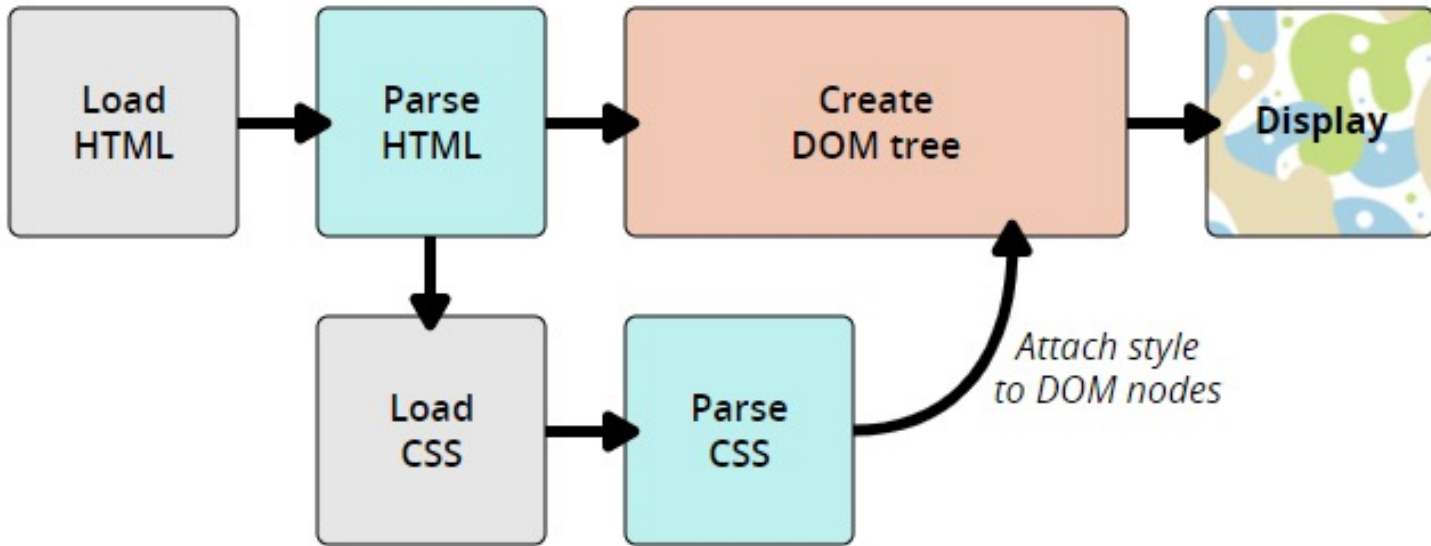 Load
HTML
Parse
HTML
Create
DOM tree
Display
Load
CSS
Parse
CSS
Attach style
to DOM nodes